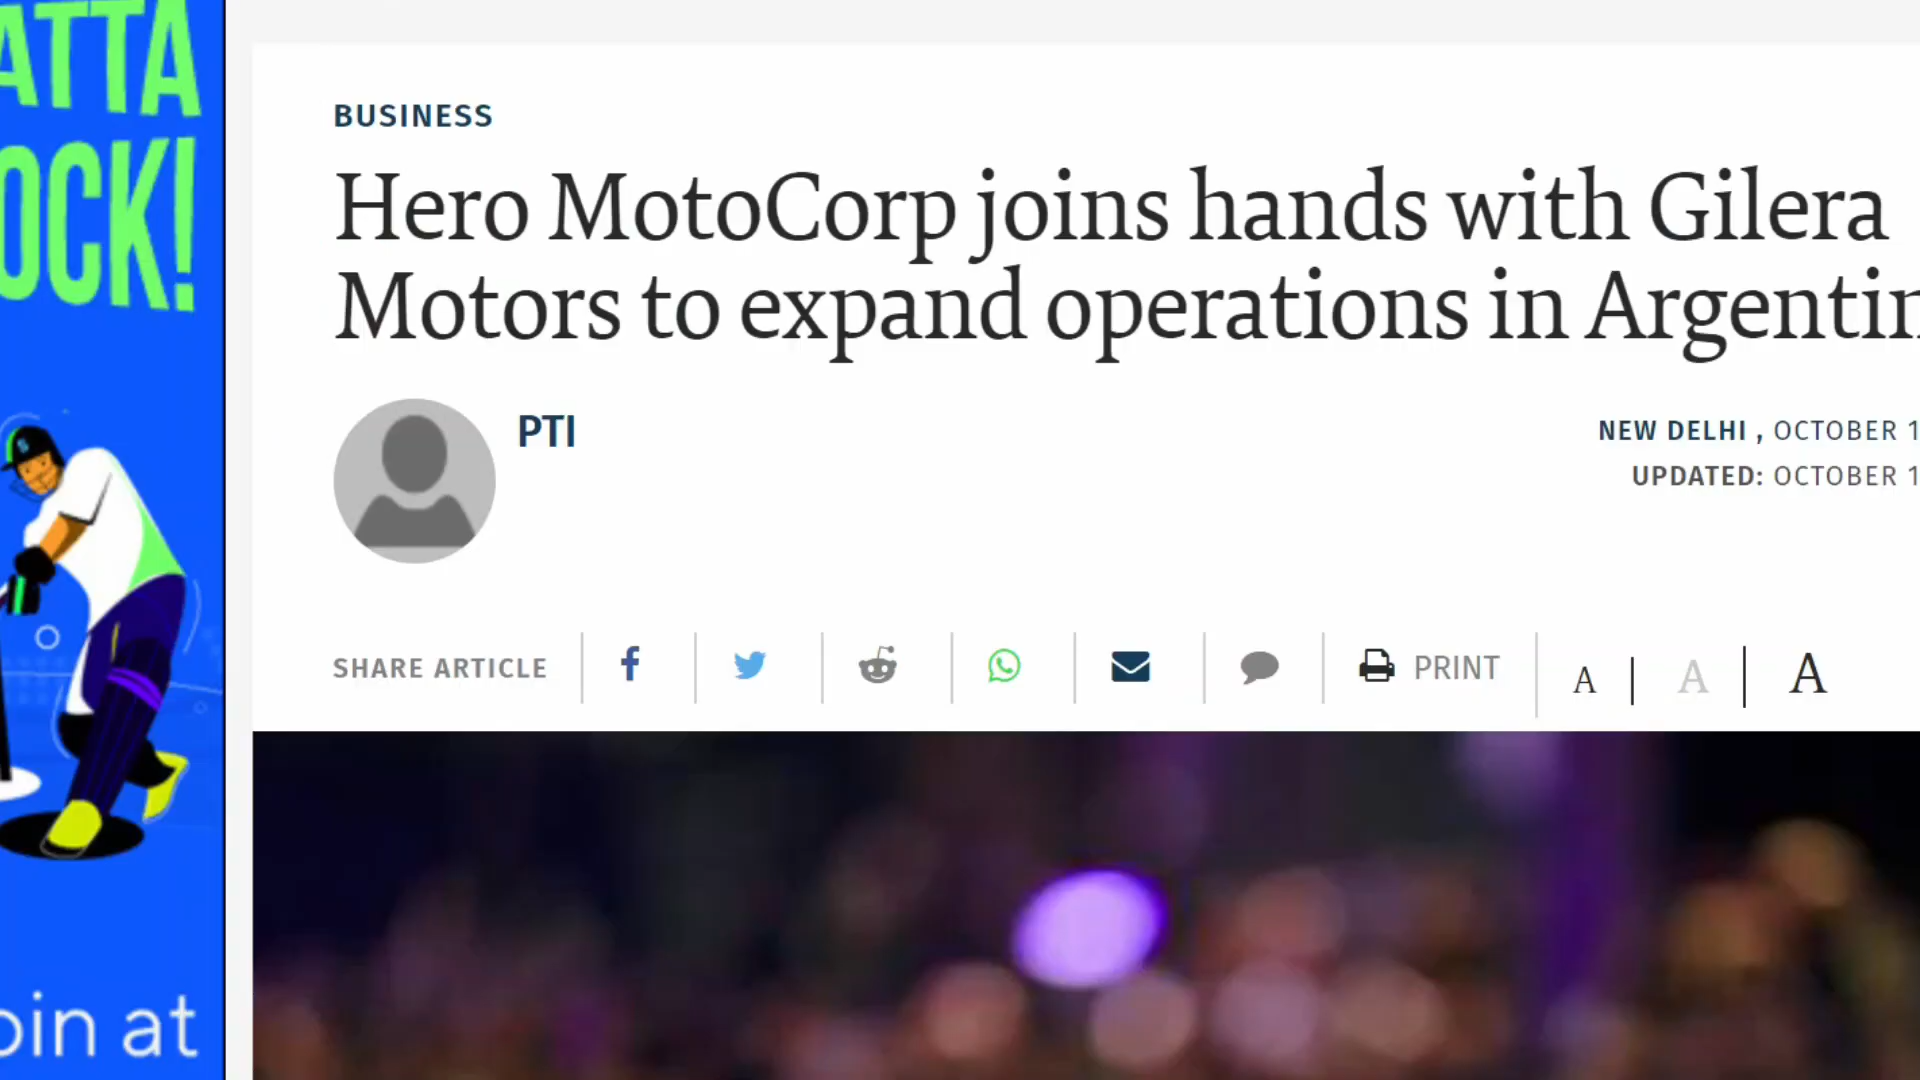 ATTA
OCK!
BUSINESS
Hero MotoCorp joins hands with Gilera
Motors to expand operations in Argentin
PTI
NEW DELHI , OCTOBER 1
UPDATED: OCTOBER 1
SHARE ARTICLE
PRINT
A
A
A
oin at